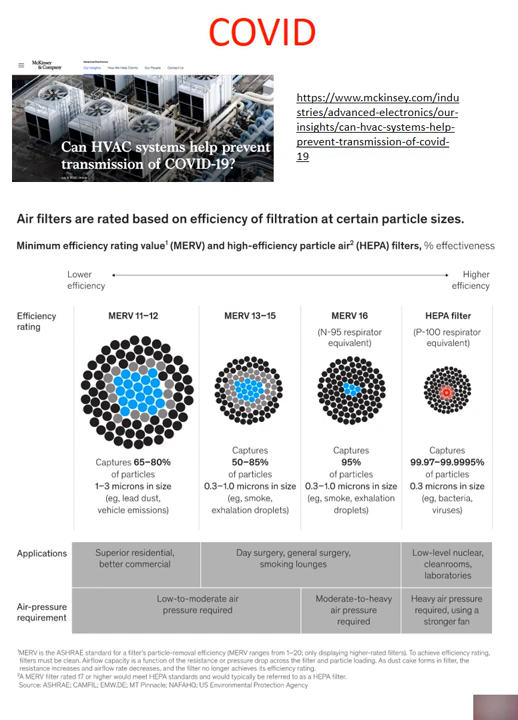 COVID
McKinsey
& Company
Advanced Electronics
Our Insights How We Help Clients Our People Contact Us
Can HVAC systems help prevent
transmission of COVID-19?
https://www.mckinsey.com/indu
stries/advanced-electronics/our-
insights/can-hvac-systems-help-
prevent-transmission-of-covid-
19
Air filters are rated based on efficiency of filtration at certain particle sizes.
Minimum efficiency rating value¹ (MERV) and high-efficiency particle air² (HEPA) filters, % effectiveness
Lower
efficiency
Higher
efficiency
Efficiency
rating
MERV 11–12
MERV 13–15
MERV 16
(N-95 respirator
equivalent)
HEPA filter
(P-100 respirator
equivalent)
Captures 65–80%
of particles
1–3 microns in size
(eg, lead dust,
vehicle emissions)
Captures
50–85%
of particles
0.3–1.0 microns in size
(eg, smoke,
exhalation droplets)
Captures
95%
of particles
0.3–1.0 microns in size
(eg, smoke, exhalation
droplets)
Captures
99.97–99.9995%
of particles
0.3 microns in size
(eg, bacteria,
viruses)
Applications
Superior residential,
better commercial
Day surgery, general surgery,
smoking lounges
Low-level nuclear,
cleanrooms,
laboratories
Air-pressure
requirement
Low-to-moderate air
pressure required
Moderate-to-heavy
air pressure
required
Heavy air pressure
required, using a
stronger fan
¹MERV is the ASHRAE standard for a filter's particle-removal efficiency (MERV ranges from 1–20; only displaying higher-rated filters). To achieve efficiency rating,
filters must be clean. Airflow capacity is a function of the resistance or pressure drop across the filter and particle loading. As dust cake forms in filter, the
resistance increases and airflow rate decreases, and the filter no longer achieves its efficiency rating.
²A MERV filter rated 17 or higher would meet HEPA standards and would typically be referred to as a HEPA filter.
Source: ASHRAE; CAMFIL; EMW.DE; MT Pinnacle; NAFAHQ; US Environmental Protection Agency